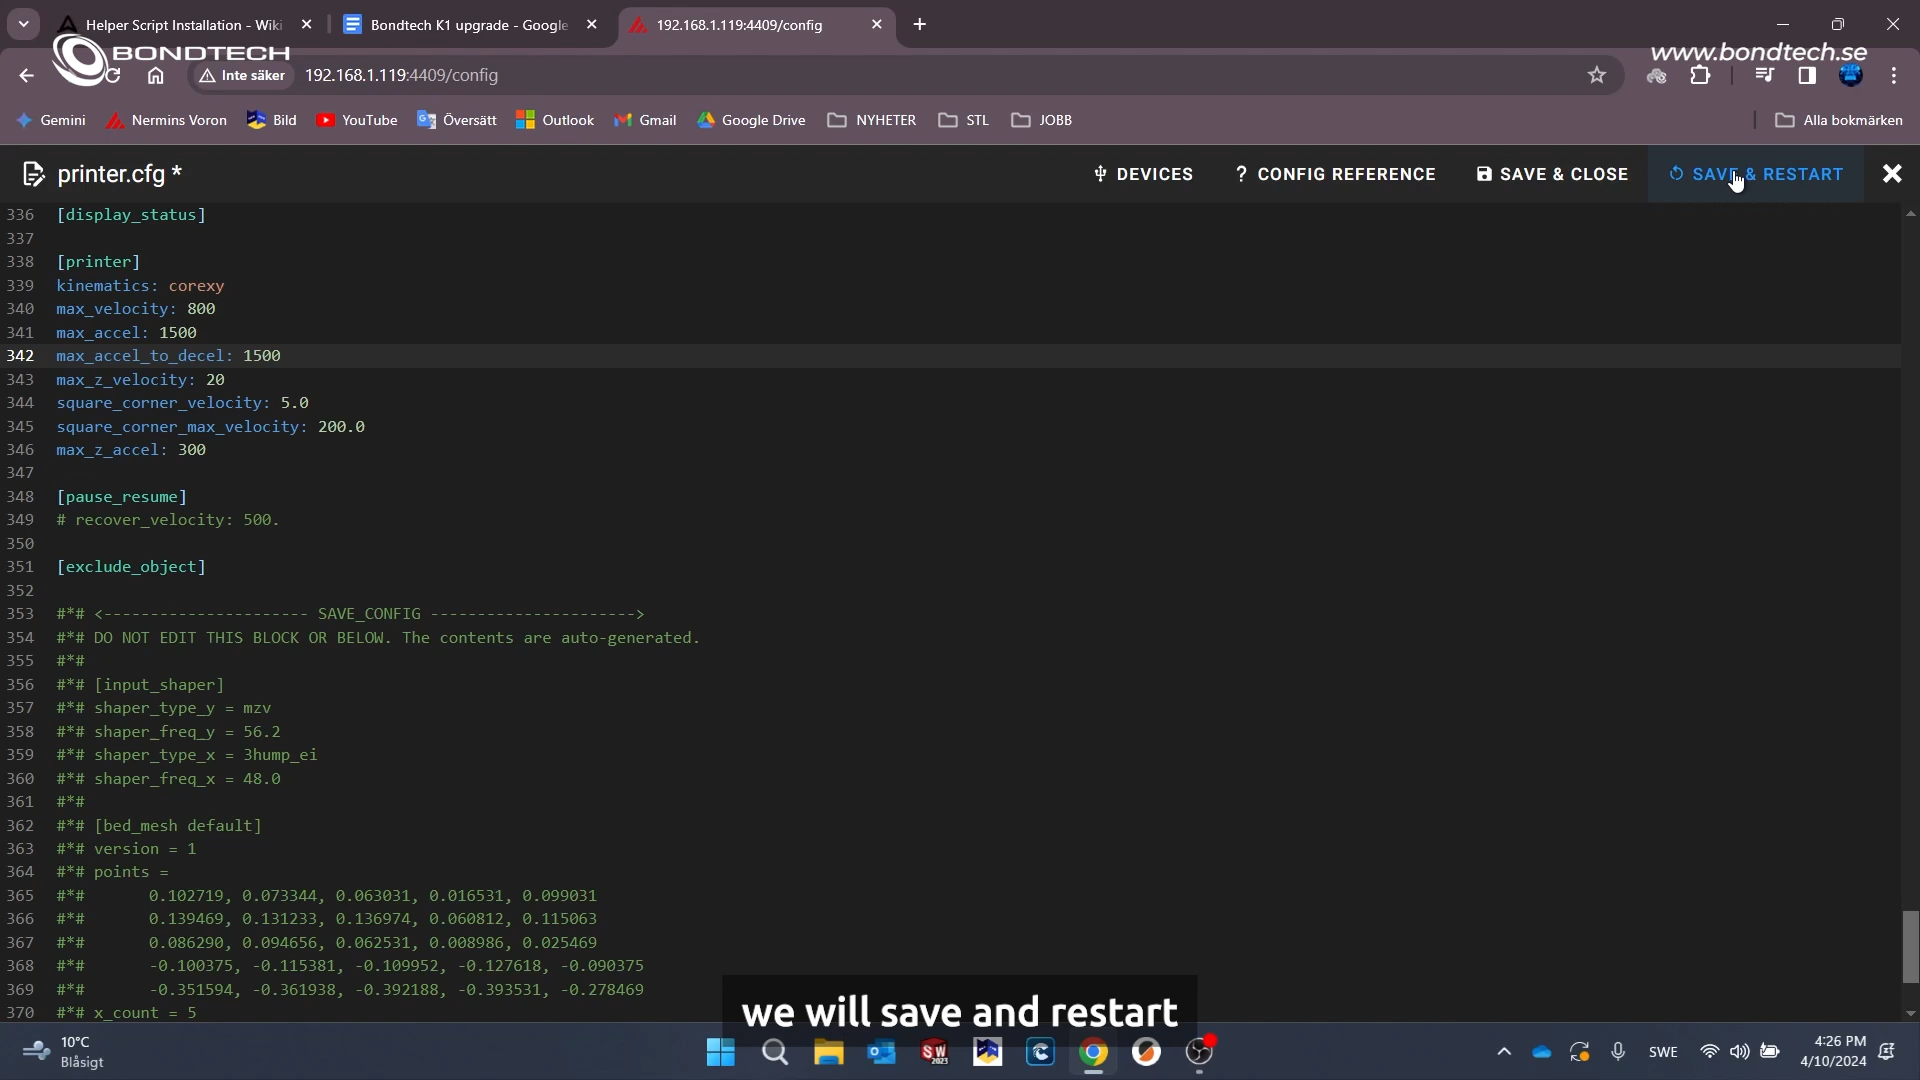 Helper Script Installation - Wiki
Bondtech K1 upgrade - Google
192.168.1.119:4409/config
BONDTECH
www.bondtech.se
Inte säker
192.168.1.119:4409/config
Gemini
Nermins Voron
Bild
YouTube
Översätt
Outlook
Gmail
Google Drive
NYHETER
STL
JOBB
Alla bokmärken
printer.cfg *
DEVICES
? CONFIG REFERENCE
SAVE & CLOSE
SAVE & RESTART
336 [display_status]
337
338 [printer]
339 kinematics: corexy
340 max_velocity: 800
341 max_accel: 1500
342 max_accel_to_decel: 1500
343 max_z_velocity: 20
344 square_corner_velocity: 5.0
345 square_corner_max_velocity: 200.0
346 max_z_accel: 300
347
348 [pause_resume]
349 # recover_velocity: 500.
350
351 [exclude_object]
352
353 #*# <---------------------- SAVE_CONFIG ---------------------->
354 #*# DO NOT EDIT THIS BLOCK OR BELOW. The contents are auto-generated.
355 #*#
356 #*# [input_shaper]
357 #*# shaper_type_y = mzv
358 #*# shaper_freq_y = 56.2
359 #*# shaper_type_x = 3hump_ei
360 #*# shaper_freq_x = 48.0
361 #*#
362 #*# [bed_mesh default]
363 #*# version = 1
364 #*# points =
365 #*# 0.102719, 0.073344, 0.063031, 0.016531, 0.099031
366 #*# 0.139469, 0.131233, 0.136974, 0.060812, 0.115063
367 #*# 0.086290, 0.094656, 0.062531, 0.008986, 0.025469
368 #*# -0.100375, -0.115381, -0.109952, -0.127618, -0.090375
369 #*# -0.351594, -0.361938, -0.392188, -0.393531, -0.278469
370 #*# x_count = 5
we will save and restart
10°C
Blåsigt
SW
2023
SWE
4:26 PM
4/10/2024